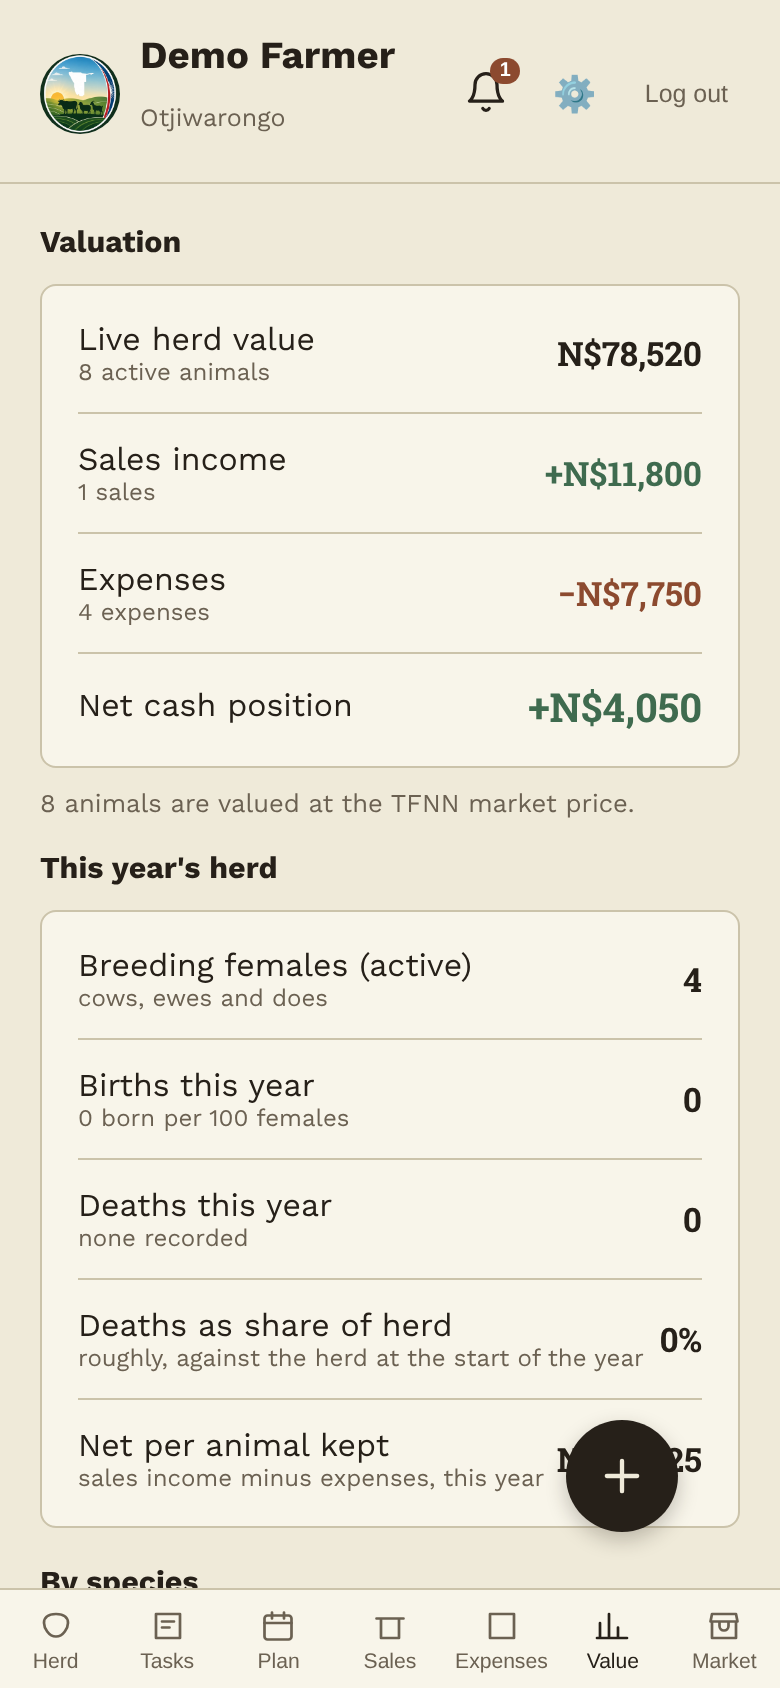 Demo Farmer
Otjiwarongo
1
Log out
Valuation
Live herd value
8 active animals
N$78,520
Sales income
1 sales
+N$11,800
Expenses
4 expenses
−N$7,750
Net cash position
+N$4,050
8 animals are valued at the TFNN market price.
This year's herd
Breeding females (active)
cows, ewes and does
4
Births this year
0 born per 100 females
0
Deaths this year
none recorded
0
Deaths as share of herd
roughly, against the herd at the start of the year
0%
Net per animal kept
sales income minus expenses, this year
By species
Herd
Tasks
Plan
Sales
Expenses
Value
Market